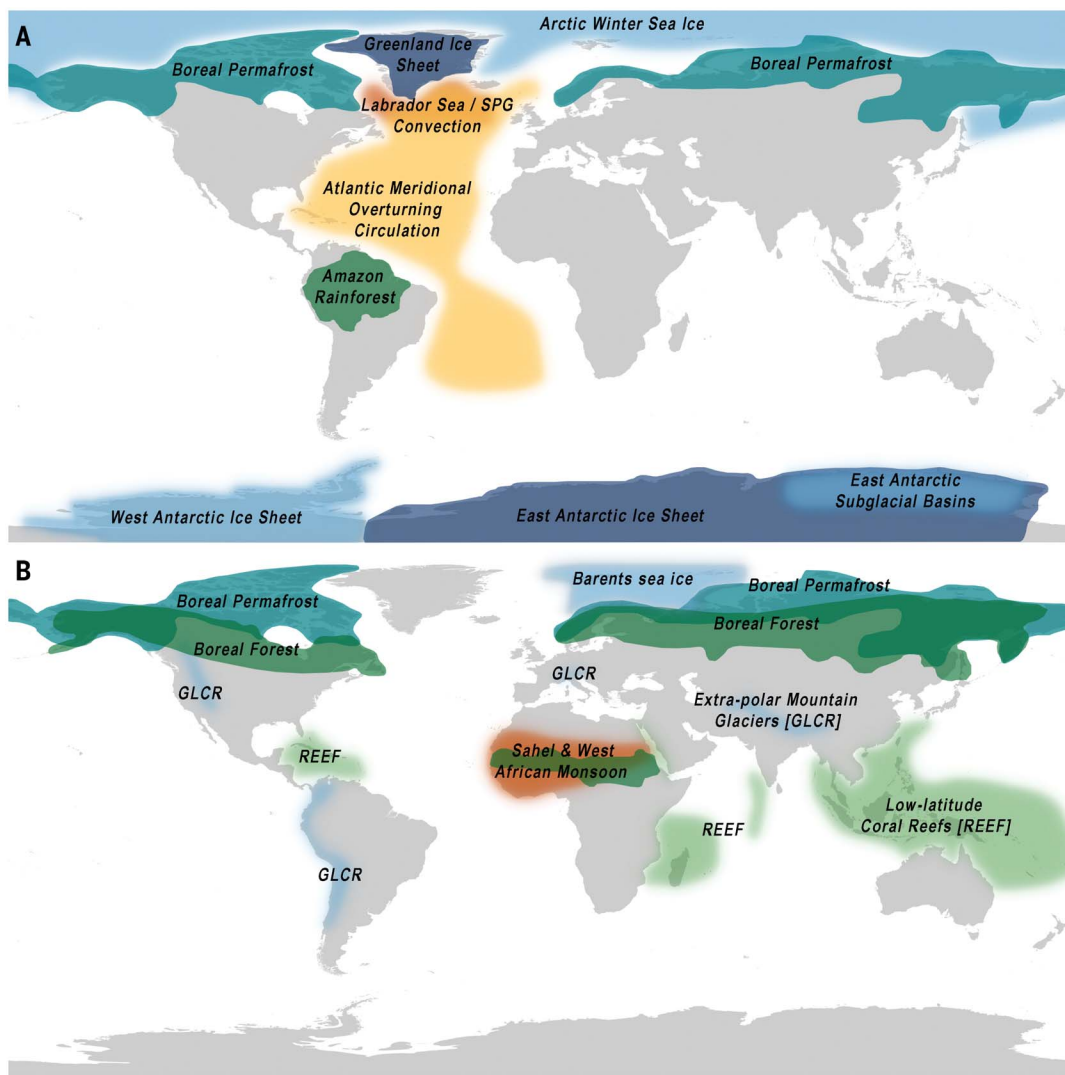 A
Arctic Winter Sea Ice
Greenland Ice
Sheet
Boreal Permafrost
Boreal Permafrost
Labrador Sea / SPG
Convection
Atlantic Meridional
Overturning
Circulation
Amazon
Rainforest
East Antarctic
Subglacial Basins
West Antarctic Ice Sheet
East Antarctic Ice Sheet
B
Barents sea ice
Boreal Permafrost
Boreal Permafrost
Boreal Forest
Boreal Forest
GLCR
GLCR
Extra-polar Mountain
Glaciers [GLCR]
REEF
Sahel & West
African Monsoon
Low-latitude
Coral Reefs [REEF]
REEF
GLCR